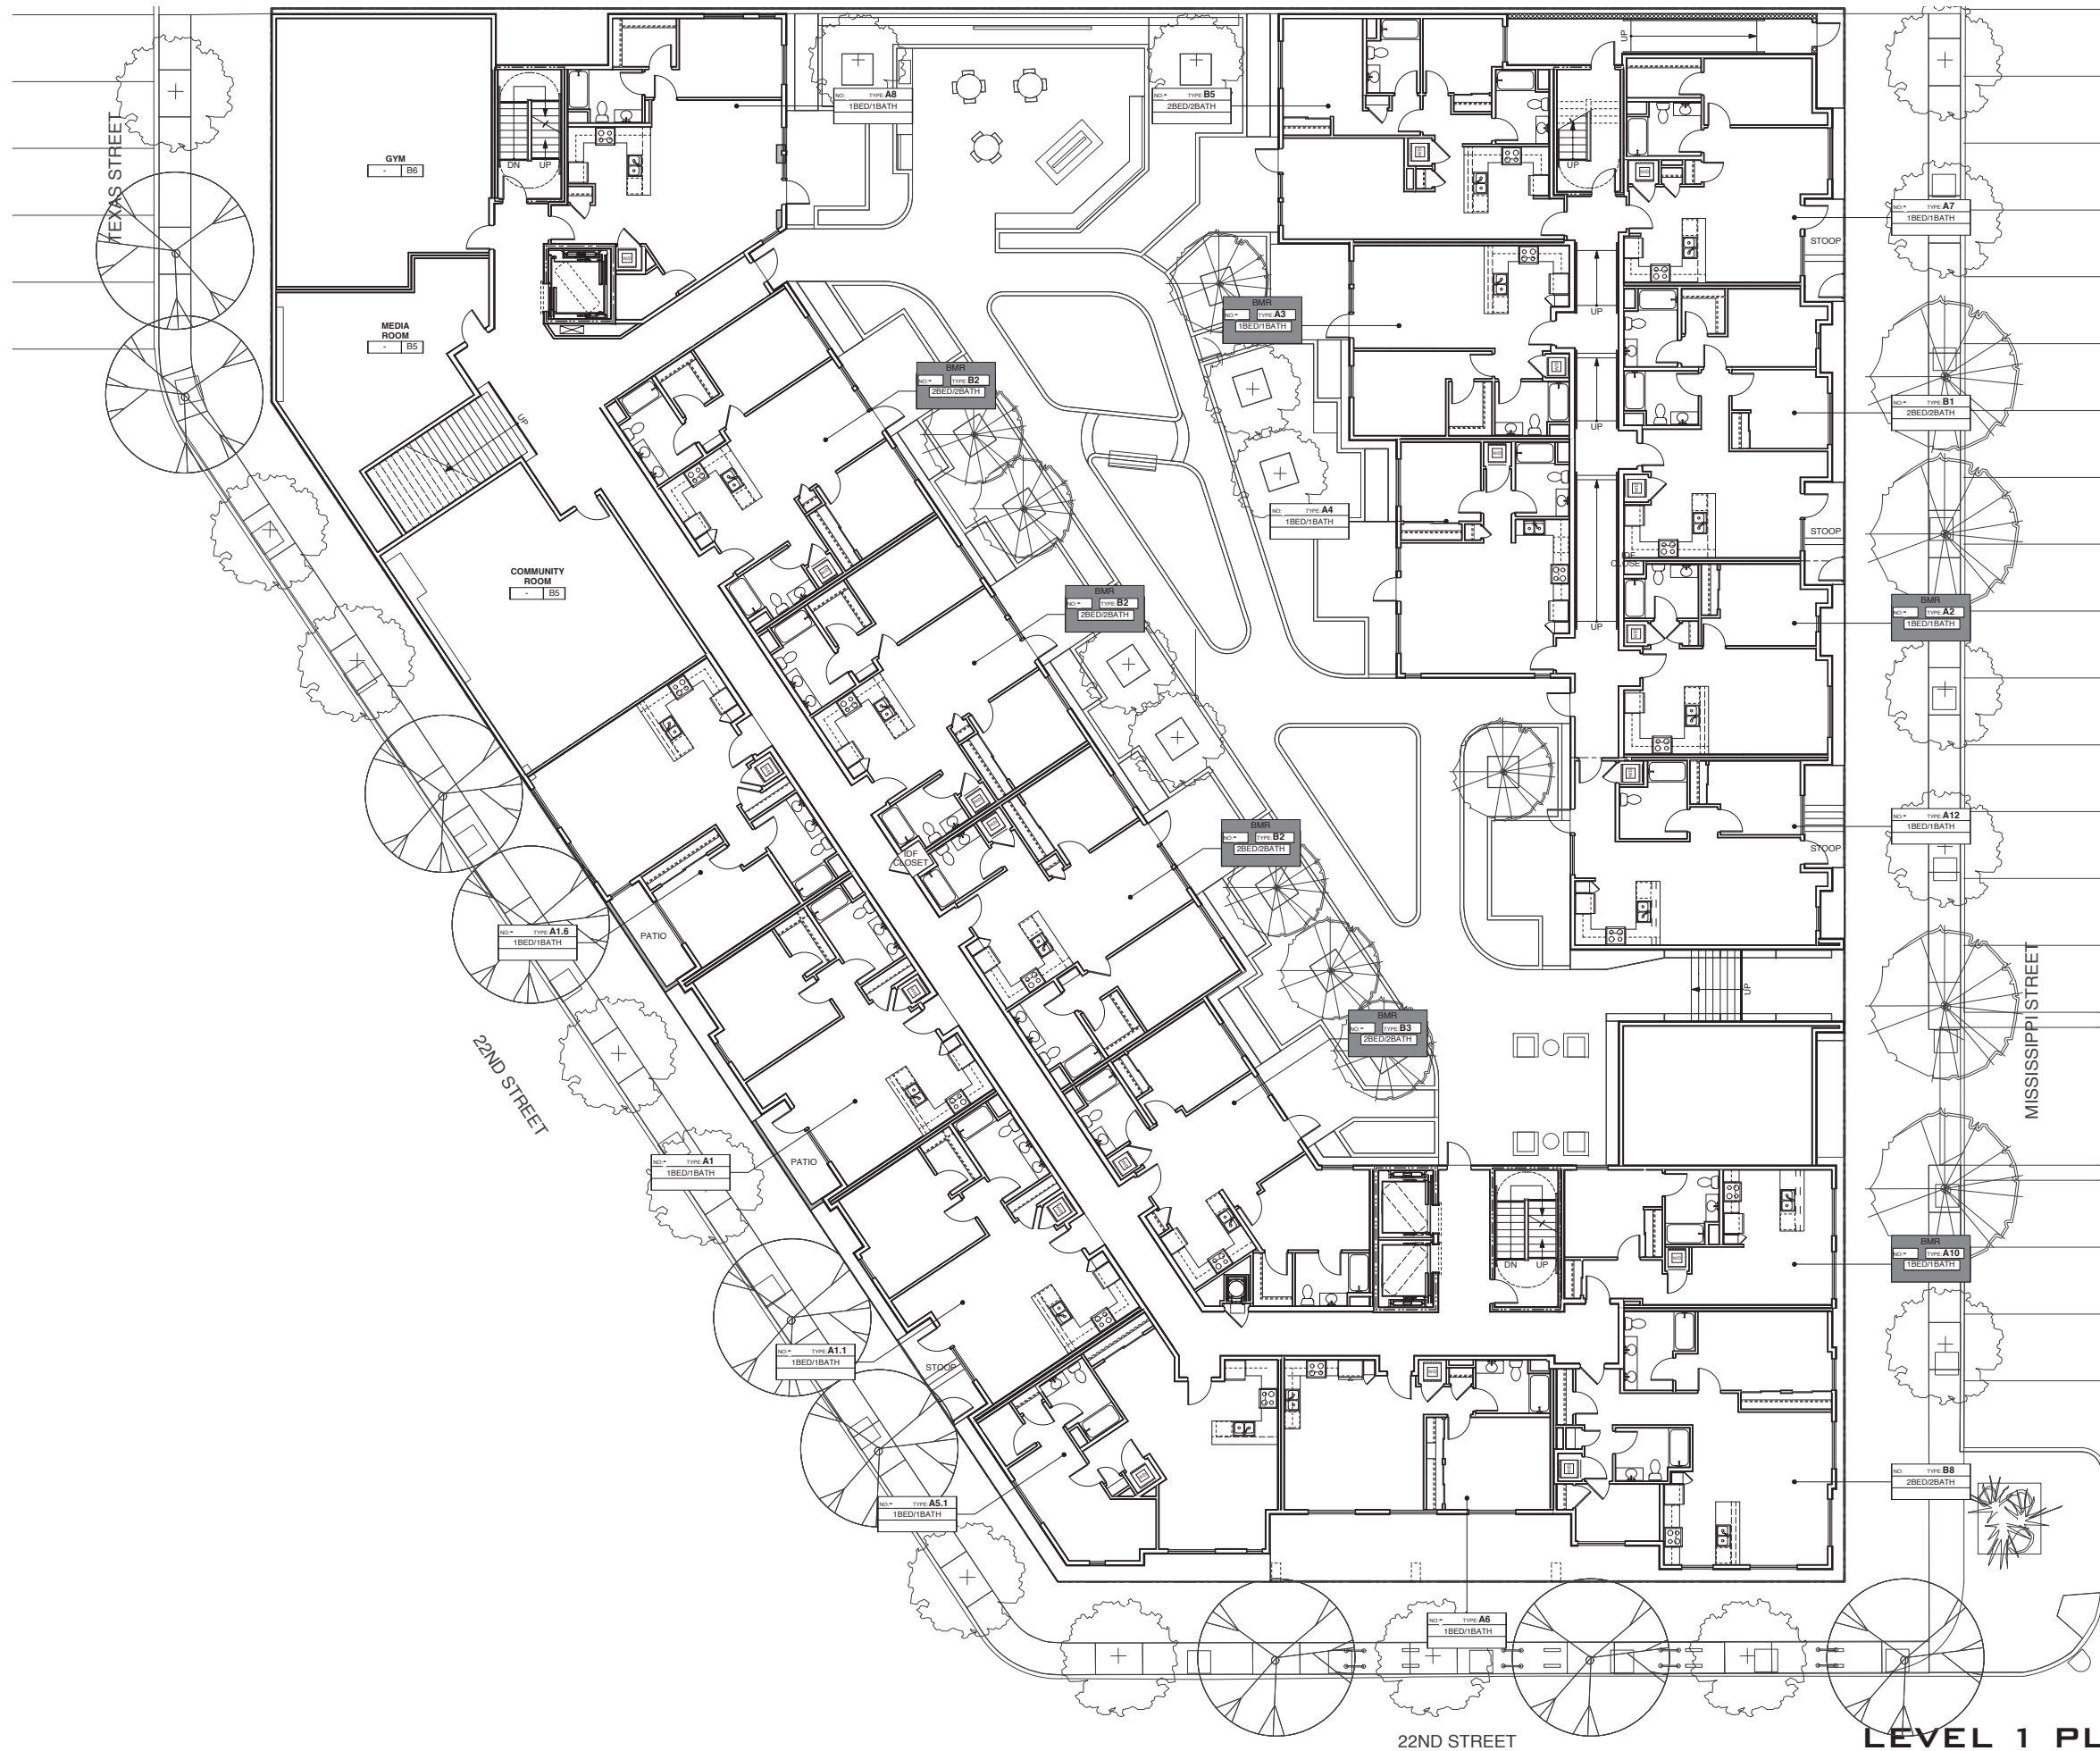 UP
NO: TYPE: A8
1BED/1BATH
NO: TYPE: B5
2BED/2BATH
TEXAS STREET
GYM
- B6
DN UP
UP
NO:- TYPE: A7
1BED/1BATH
STOOP
BMR
NO:- TYPE: A3
1BED/1BATH
UP
MEDIA
ROOM
- B5
BMR
NO:- TYPE: B2
2BED/2BATH
UP
NO:- TYPE: B1
2BED/2BATH
UP
UP
NO: TYPE: A4
1BED/1BATH
STOOP
IDF
CLOSE
COMMUNITY
ROOM
- B5
BMR
NO:- TYPE: B2
2BED/2BATH
BMR
NO:- TYPE: A2
1BED/1BATH
UP
BMR
NO:- TYPE: B2
2BED/2BATH
NO:- TYPE: A12
1BED/1BATH
STOOP
IDF
CLOSET
NO:- TYPE: A1.6
1BED/1BATH
PATIO
MISSISSIPPI STREET
UP
BMR
NO:- TYPE: B3
2BED/2BATH
22ND STREET
NO:- TYPE: A1
1BED/1BATH
PATIO
BMR
NO:- TYPE: A10
1BED/1BATH
DN UP
NO:- TYPE: A1.1
1BED/1BATH
STOOP
NO: TYPE: B8
2BED/2BATH
NO:- TYPE: A5.1
1BED/1BATH
NO:- TYPE: A6
1BED/1BATH
22ND STREET
LEVEL 1 PL